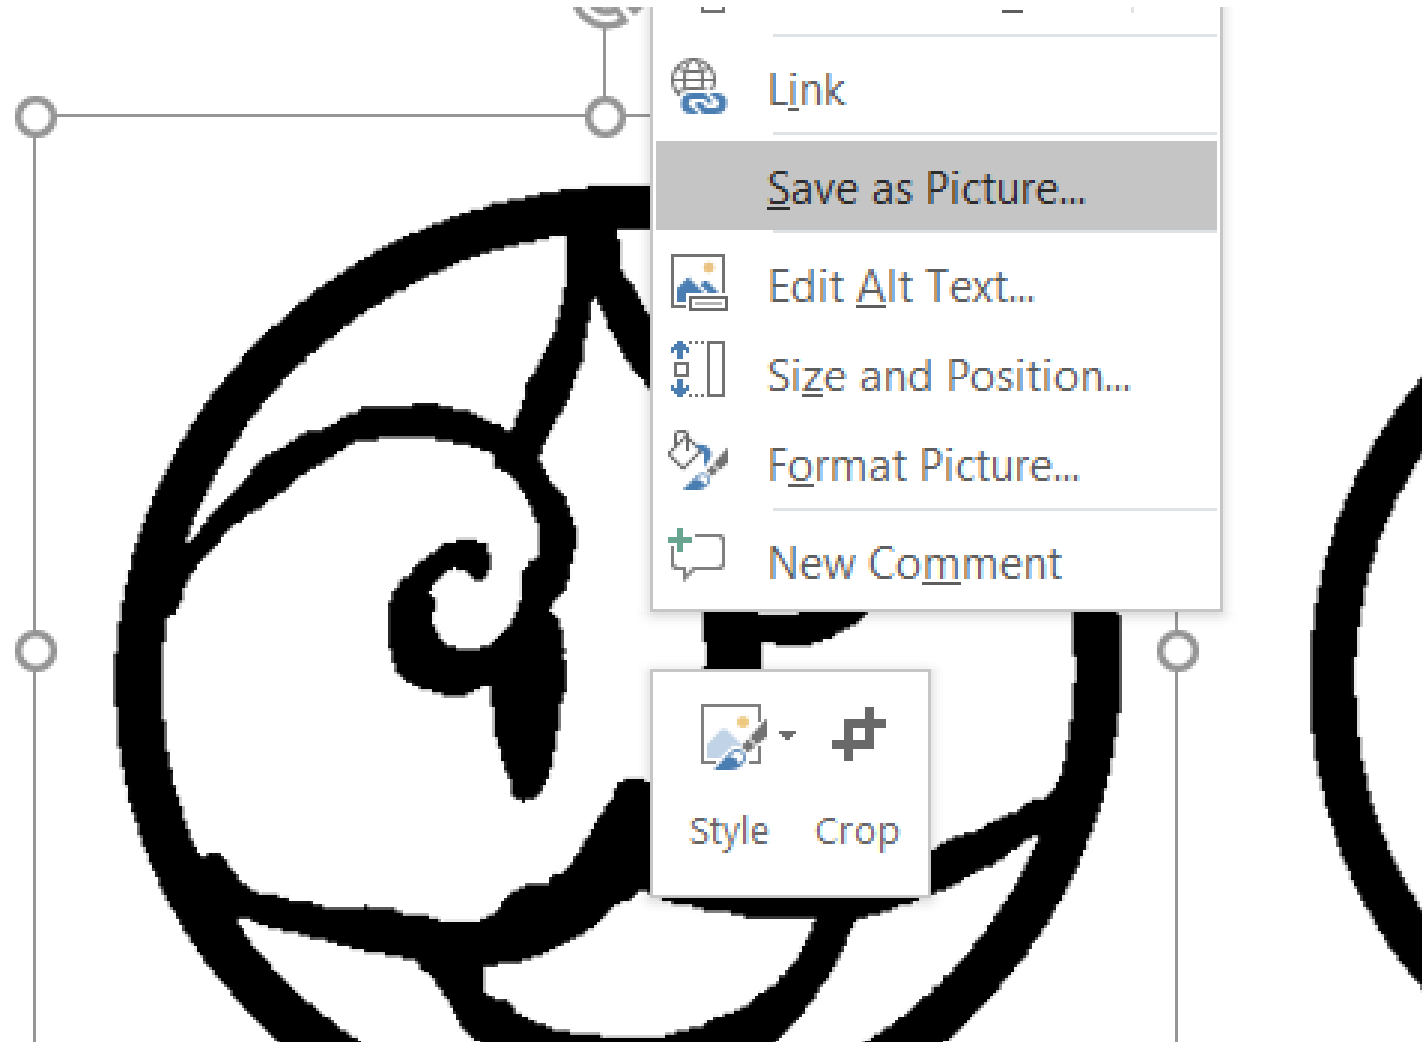 Link
Save as Picture...
Edit Alt Text...
Size and Position...
Format Picture...
New Comment
Style Crop